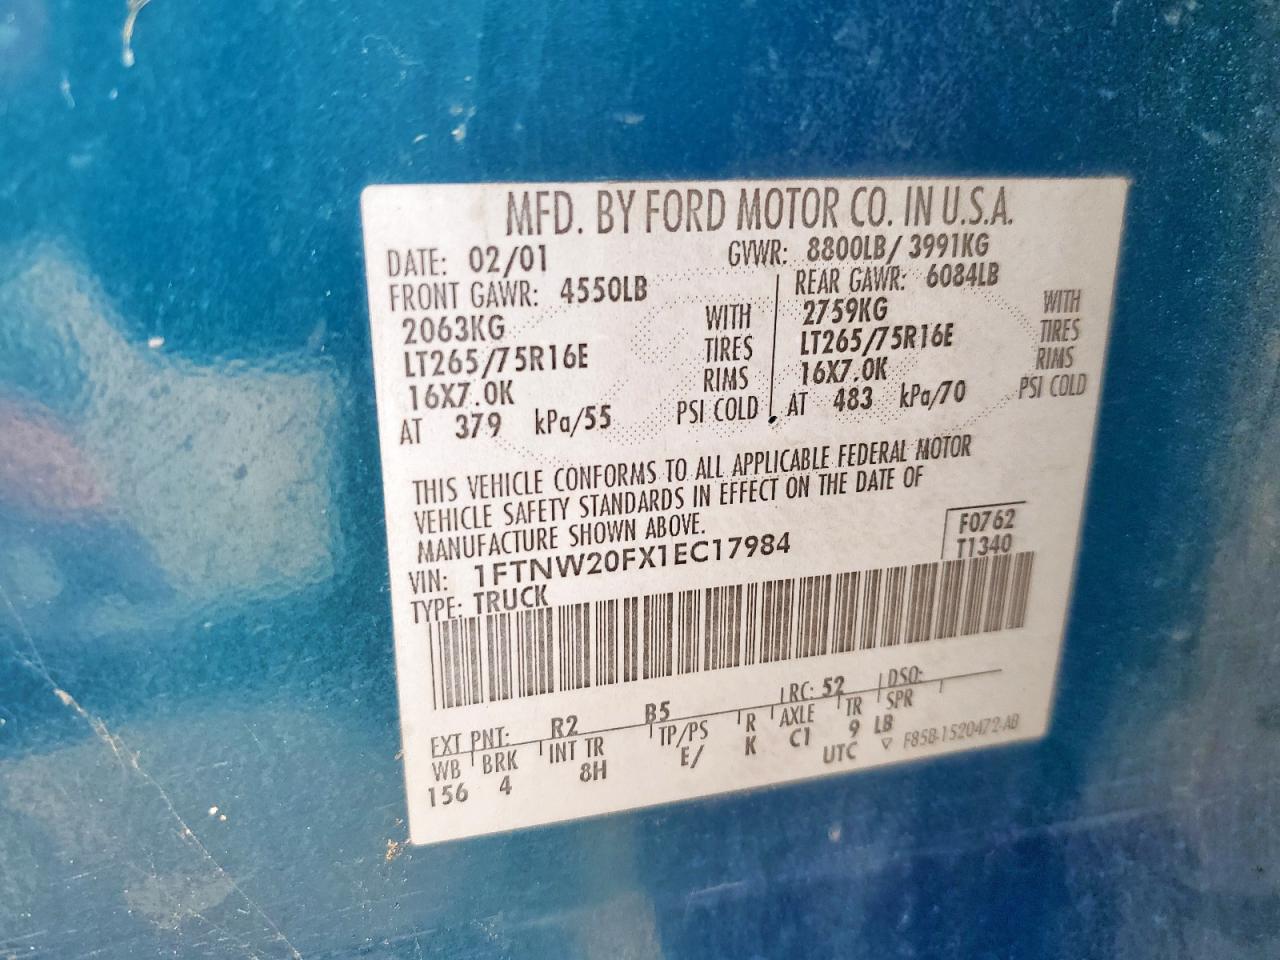 MFD. BY FORD MOTOR CO. IN U.S.A.
DATE: 02/01 GVWR: 8800LB/ 3991KG
FRONT GAWR: 4550LB REAR GAWR: 6084LB
2063KG WITH 2759KG WITH
LT265/75R16E TIRES LT265/75R16E TIRES
16X7.0K RIMS 16X7.0K RIMS
AT 379 kPa/55 PSI COLD AT 483 kPa/70 PSI COLD
THIS VEHICLE CONFORMS TO ALL APPLICABLE FEDERAL MOTOR
VEHICLE SAFETY STANDARDS IN EFFECT ON THE DATE OF
MANUFACTURE SHOWN ABOVE.
VIN: 1FTNW20FX1EC17984 F0762
TYPE: TRUCK T1340
EXT PNT: R2 B5 RC: 52 DSO:
WB BRK INT TR TP/PS R AXLE TR SPR
156 4 8H E/ K C1 9 LB
UTC ▽ F85B-1520472-AB